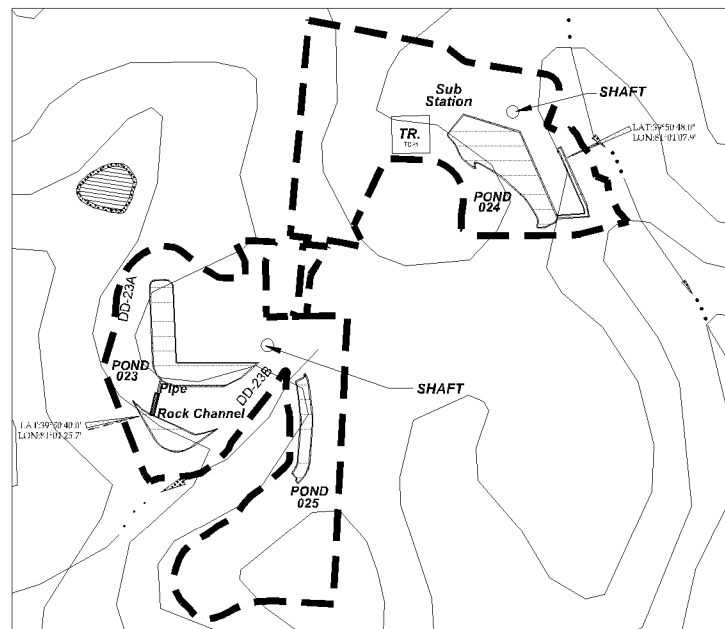 Sub
Station
SHAFT
TR.
LAT:39°50'48.0"
LON:81°01'07.9"
POND
024
DD-23A
POND
023
Pipe
DD-23B
SHAFT
Rock Channel
LAT:39°50'40.0"
LON:81°01'25.7"
POND
025